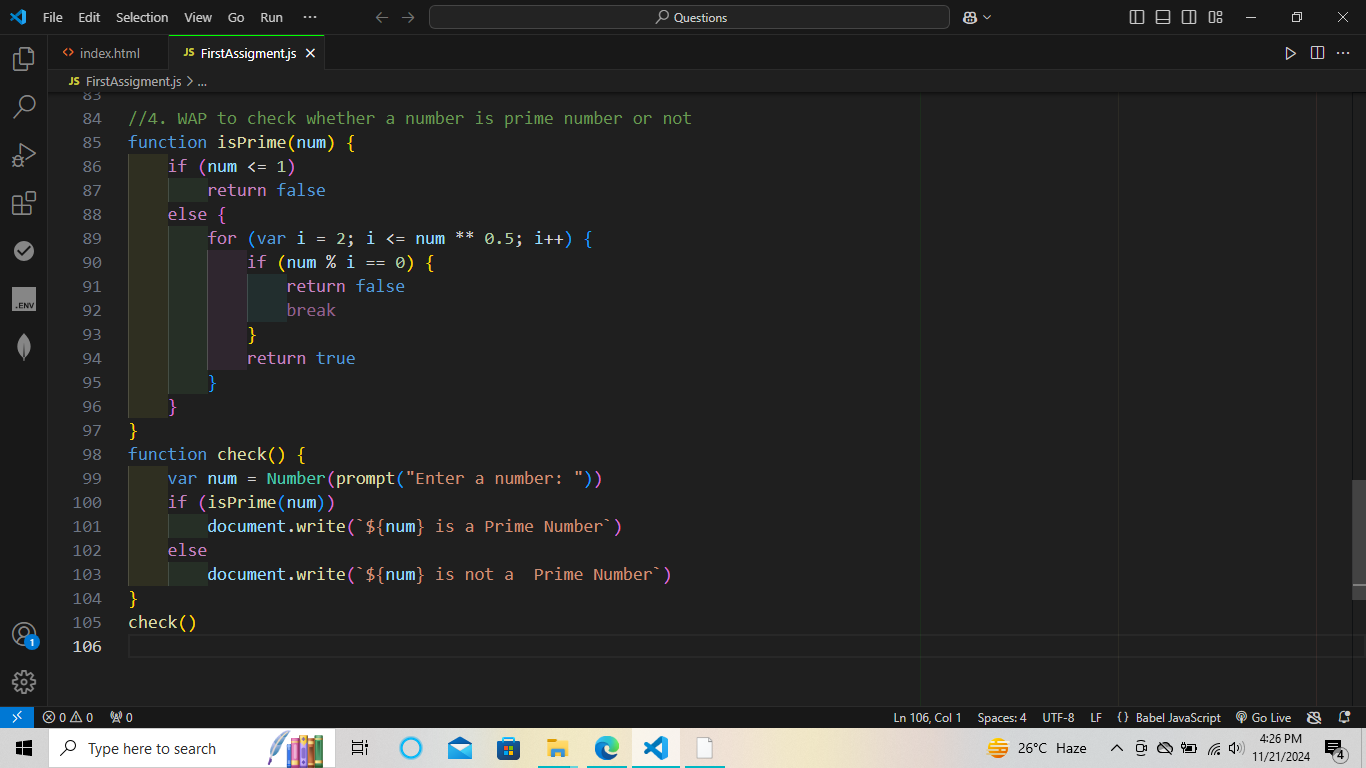 File Edit Selection View Go Run ··· Questions
index.html JS FirstAssigment.js
JS FirstAssigment.js > ...
83
84 //4. WAP to check whether a number is prime number or not
85 function isPrime(num) {
86     if (num <= 1)
87         return false
88     else {
89         for (var i = 2; i <= num ** 0.5; i++) {
90             if (num % i == 0) {
91                 return false
92                 break
93             }
94             return true
95         }
96     }
97 }
98 function check() {
99     var num = Number(prompt("Enter a number: "))
100     if (isPrime(num))
101         document.write(`${num} is a Prime Number`)
102     else
103         document.write(`${num} is not a  Prime Number`)
104 }
105 check()
106
.ENV
1
0 0 0 Ln 106, Col 1 Spaces: 4 UTF-8 LF {} Babel JavaScript Go Live
Type here to search 26°C Haze 4:26 PM
11/21/2024 4